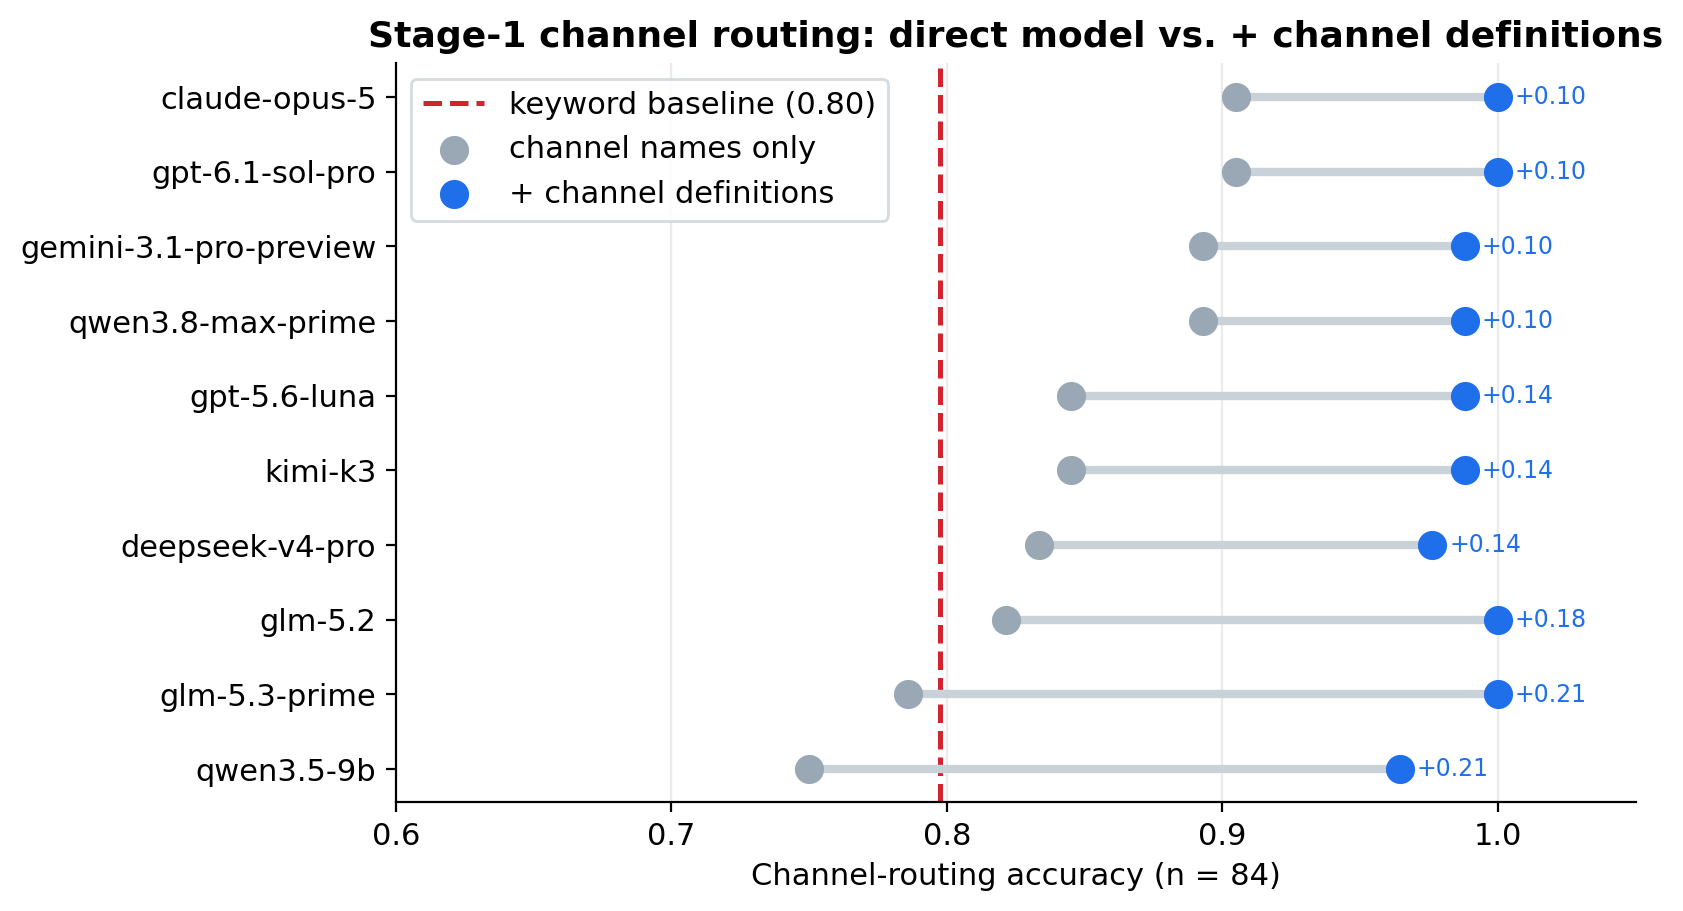 Stage-1 channel routing: direct model vs. + channel definitions
keyword baseline (0.80)
channel names only
+ channel definitions
claude-opus-5
+0.10
gpt-6.1-sol-pro
+0.10
gemini-3.1-pro-preview
+0.10
qwen3.8-max-prime
+0.10
gpt-5.6-luna
+0.14
kimi-k3
+0.14
deepseek-v4-pro
+0.14
glm-5.2
+0.18
glm-5.3-prime
+0.21
qwen3.5-9b
+0.21
0.6 0.7 0.8 0.9 1.0
Channel-routing accuracy (n = 84)